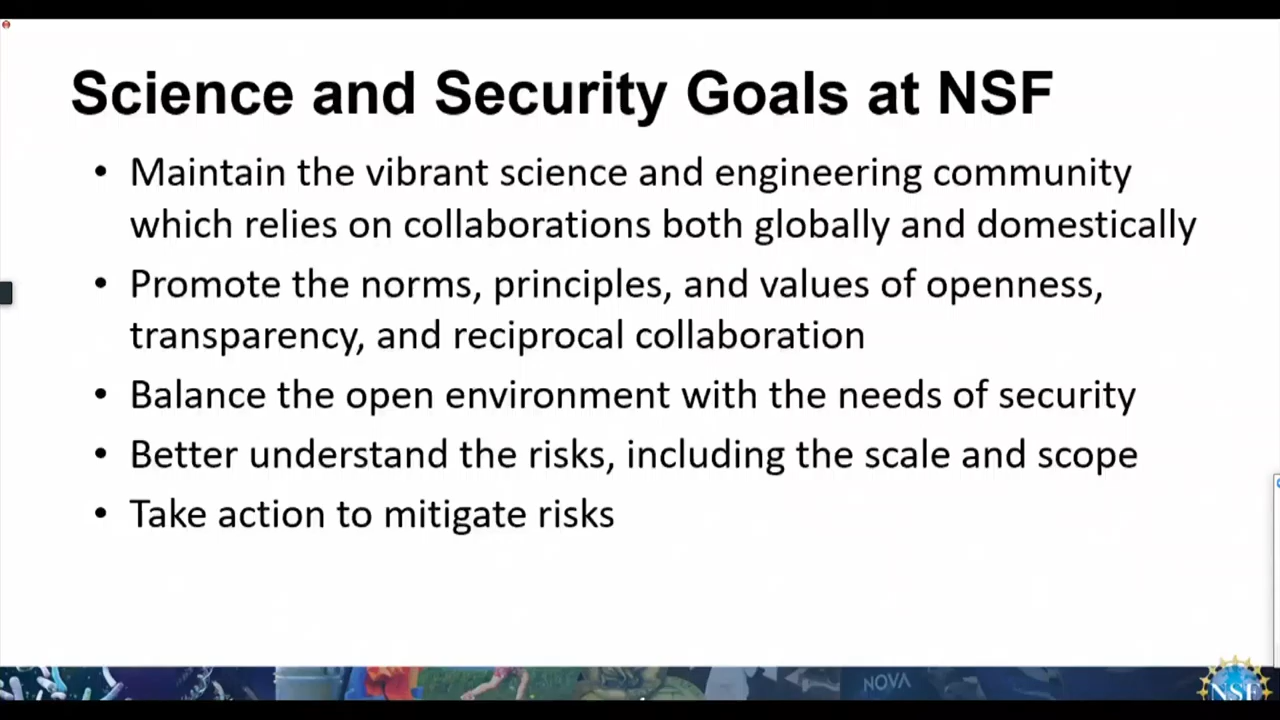 Science and Security Goals at NSF
• Maintain the vibrant science and engineering community
which relies on collaborations both globally and domestically
• Promote the norms, principles, and values of openness,
transparency, and reciprocal collaboration
• Balance the open environment with the needs of security
• Better understand the risks, including the scale and scope
• Take action to mitigate risks
NOVA
NSF